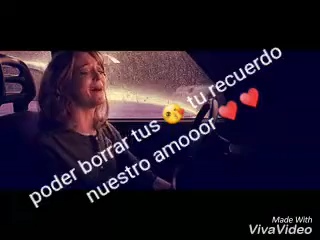 poder borrar tus 😘 tu recuerdo
nuestro amooor ❤❤
Made With
VivaVideo